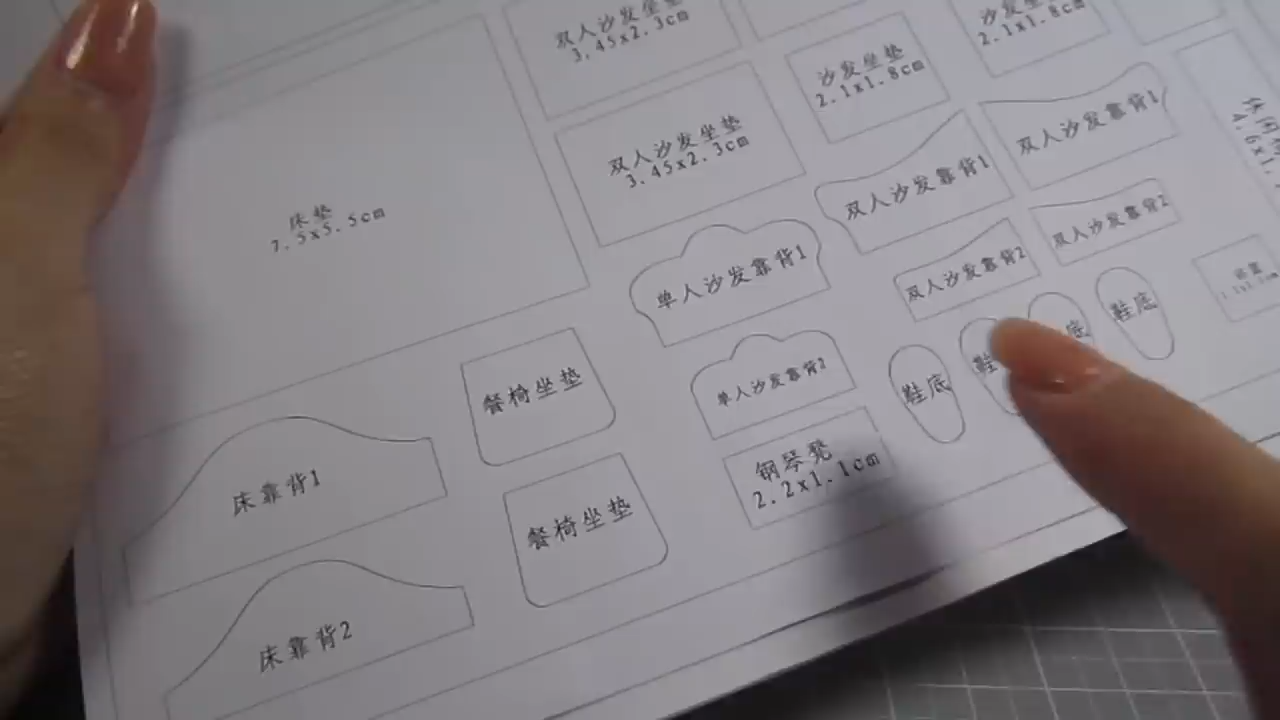 双人沙发坐垫
3.45x2.3cm
沙发坐垫
2.1x1.8cm
沙发坐垫
2.1x1.8cm
双人沙发坐垫
3.45x2.3cm
双人沙发靠背1
双人沙发靠背1
床垫
7.5x5.5cm
单人沙发靠背1
双人沙发靠背2
双人沙发靠背2
餐椅坐垫
单人沙发靠背2
鞋底
鞋
底
鞋底
床靠背1
钢琴凳
2.2x1.1cm
餐椅坐垫
床靠背2